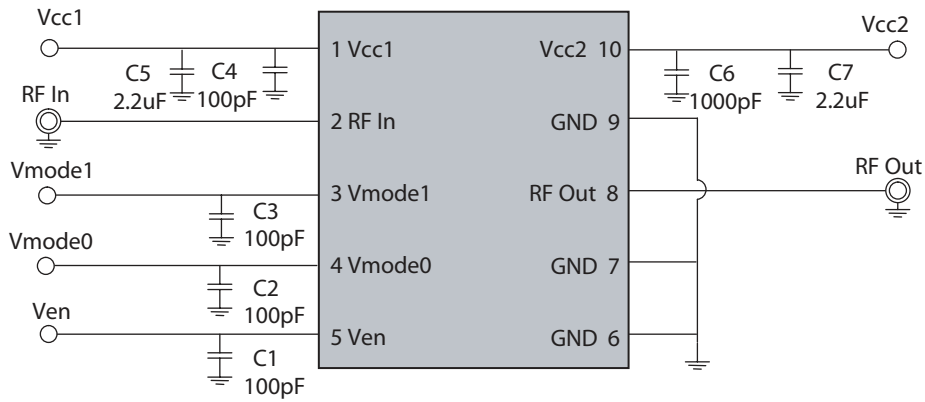 Vcc1
1 Vcc1
Vcc2 10
Vcc2
C5
2.2uF
C4
100pF
C6
1000pF
C7
2.2uF
RF In
2 RF In
GND 9
Vmode1
3 Vmode1
RF Out 8
RF Out
C3
100pF
Vmode0
4 Vmode0
GND 7
C2
100pF
Ven
5 Ven
GND 6
C1
100pF